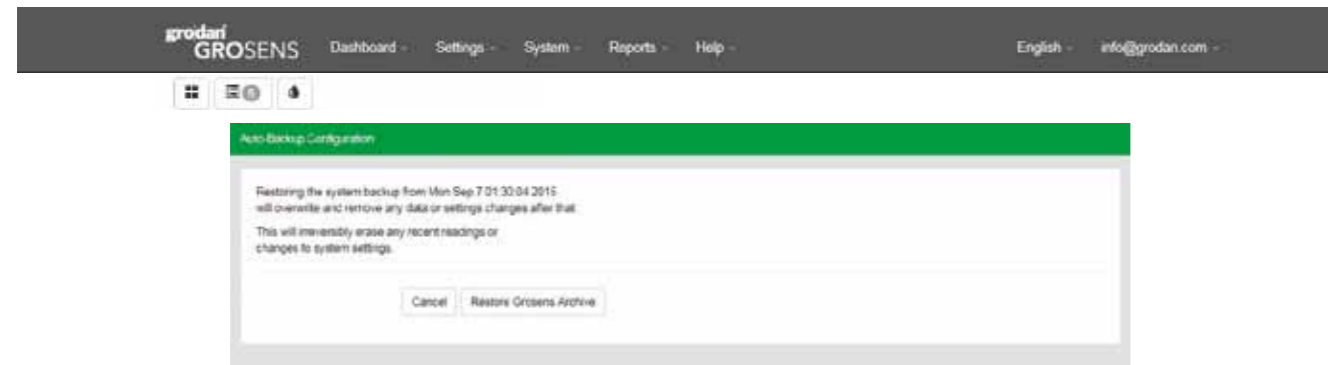 grodan
GROSENS Dashboard Settings System Reports Help English info@grodan.com
Auto-Backup Configuration
Restoring the system backup from Mon Sep 7 01:30:04 2015
will overwrite and remove any data or settings changes after that
This will irreversibly erase any recent readings or
changes to system settings.
Cancel Restore Grosens Archive